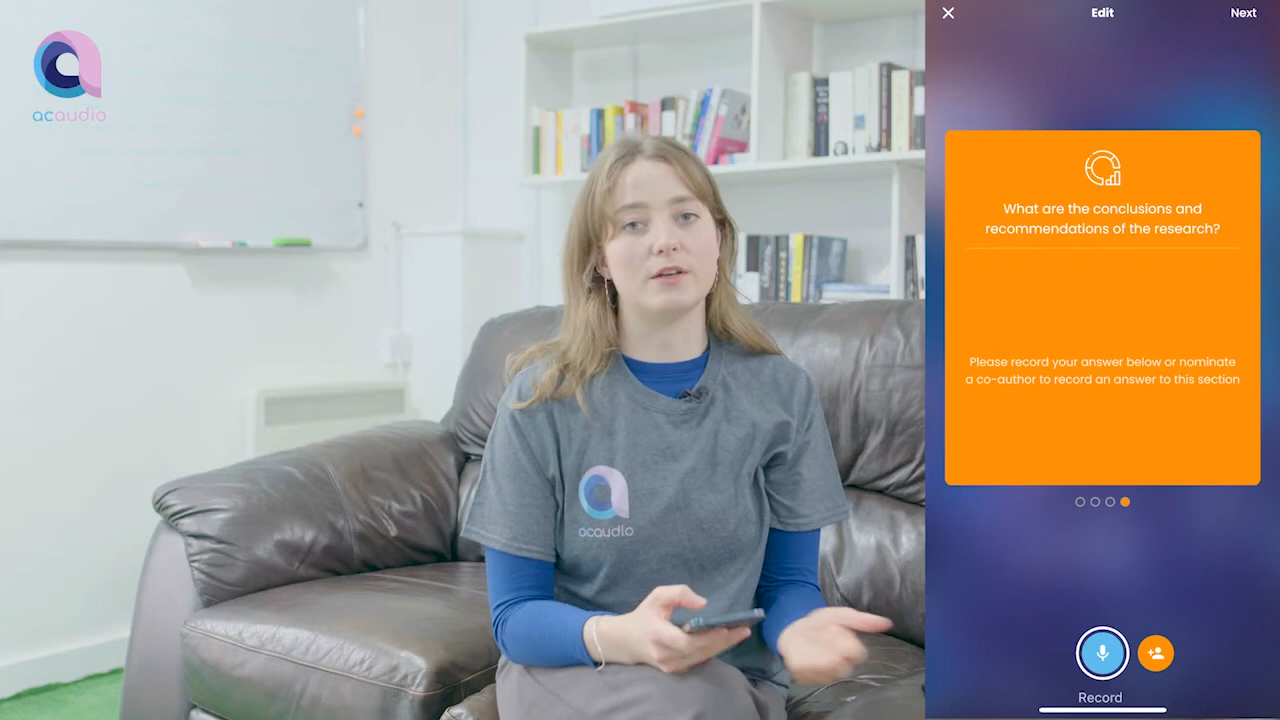 acaudio
acaudio
Edit
Next
What are the conclusions and
recommendations of the research?
Please record your answer below or nominate
a co-author to record an answer to this section
Record